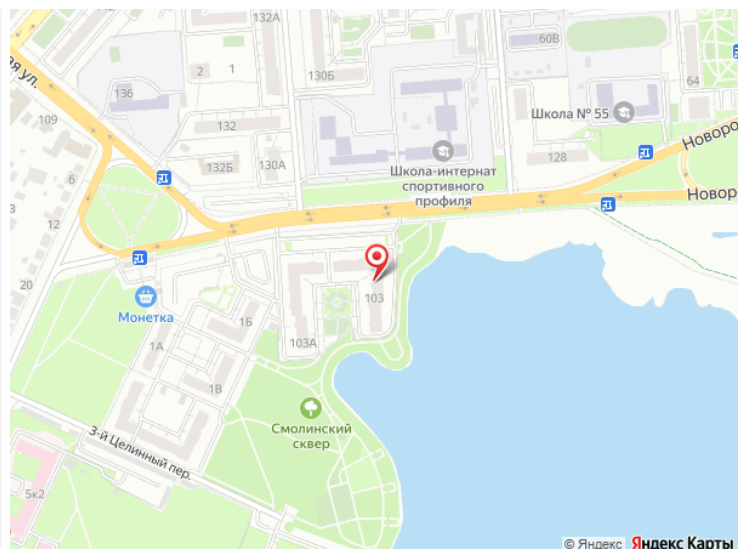 132А
60В
136
2
1
130Б
64
ая ул.
109
132
Школа № 55
Новоро
6
132Б
130А
Школа-интернат
спортивного
профиля
128
Новоро
12
20
103
Монетка
1Б
1А
103А
1В
Смолинский
сквер
3-й Целинный пер.
5к2
© Яндекс Яндекс Карты